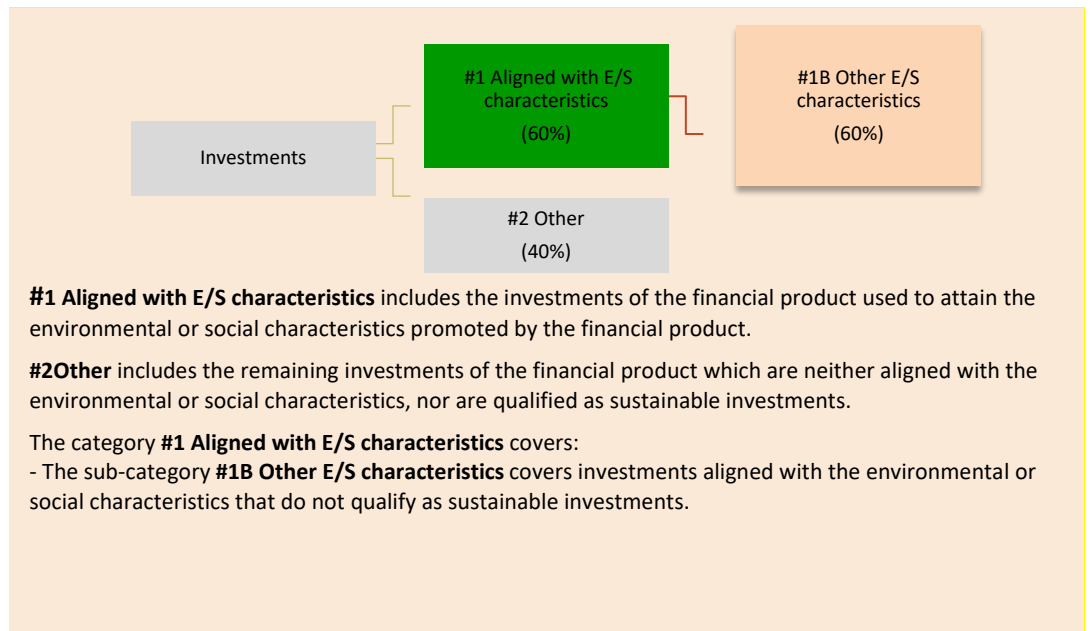 #1 Aligned with E/S
characteristics
(60%)
#1B Other E/S
characteristics
(60%)
Investments
#2 Other
(40%)
#1 Aligned with E/S characteristics includes the investments of the financial product used to attain the
environmental or social characteristics promoted by the financial product.
#2Other includes the remaining investments of the financial product which are neither aligned with the
environmental or social characteristics, nor are qualified as sustainable investments.
The category #1 Aligned with E/S characteristics covers:
- The sub-category #1B Other E/S characteristics covers investments aligned with the environmental or
social characteristics that do not qualify as sustainable investments.